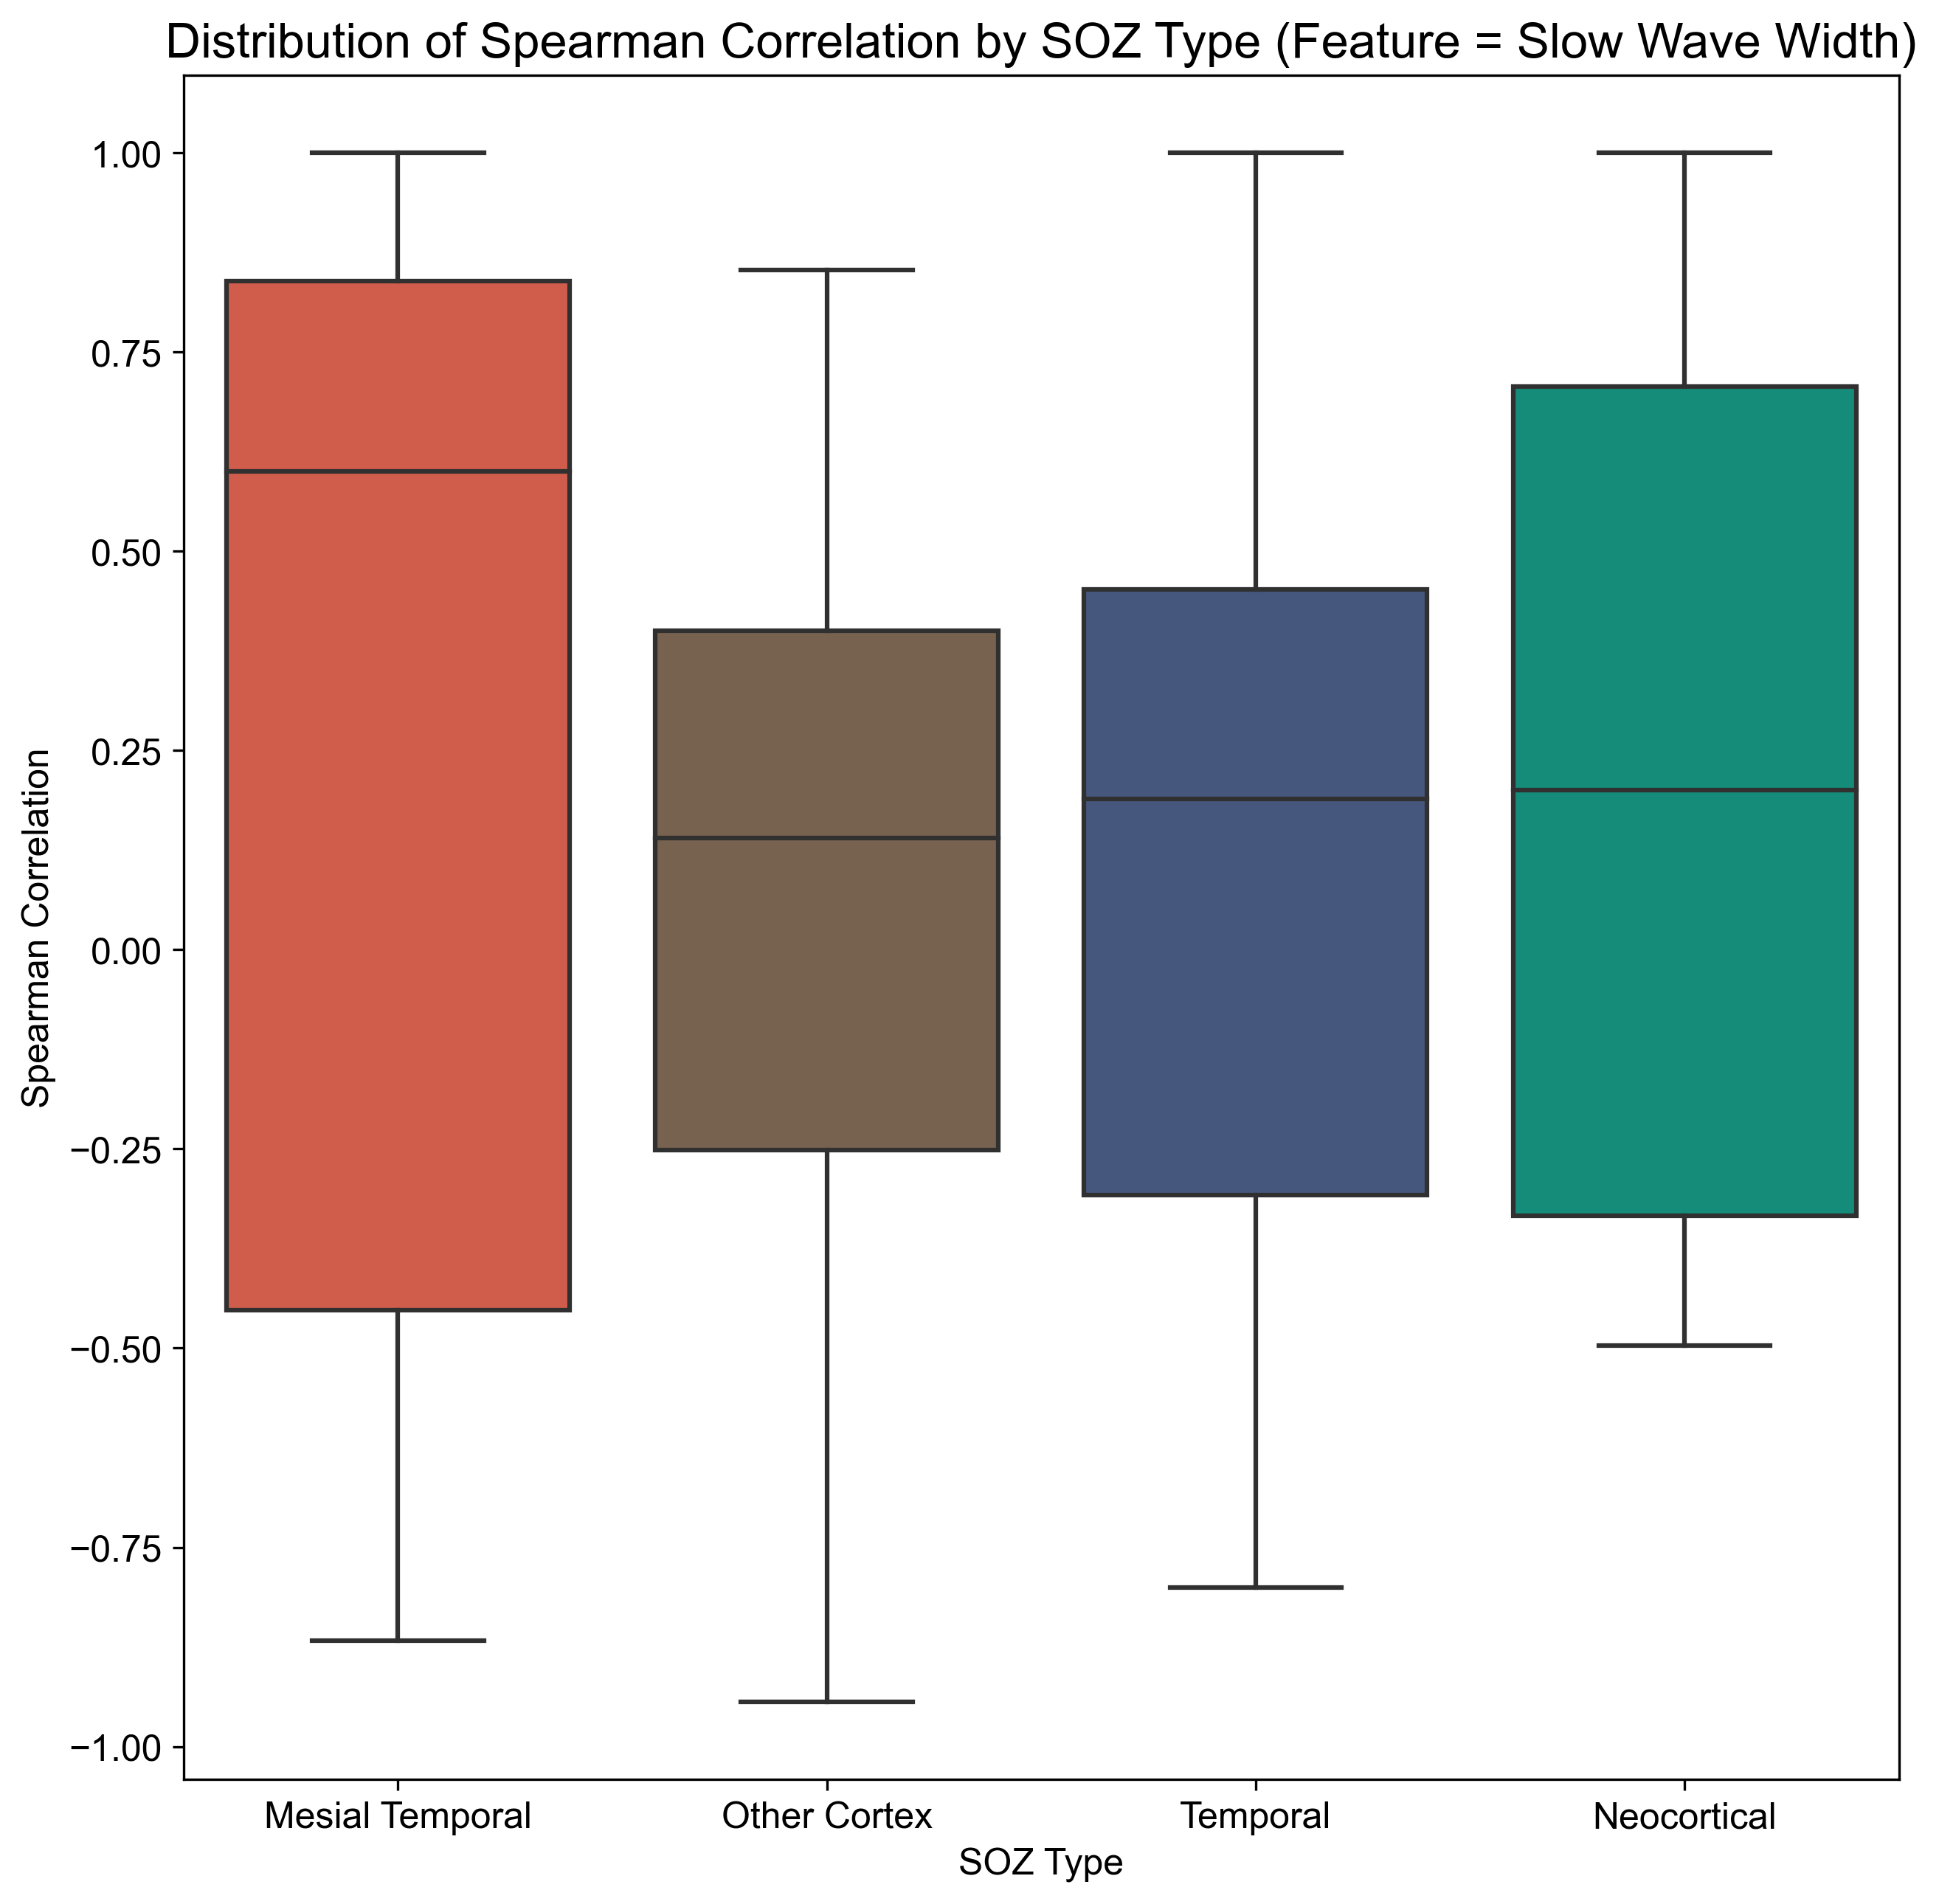 Distribution of Spearman Correlation by SOZ Type (Feature = Slow Wave Width)
Spearman Correlation
1.00
0.75
0.50
0.25
0.00
−0.25
−0.50
−0.75
−1.00
Mesial Temporal
Other Cortex
Temporal
Neocortical
SOZ Type